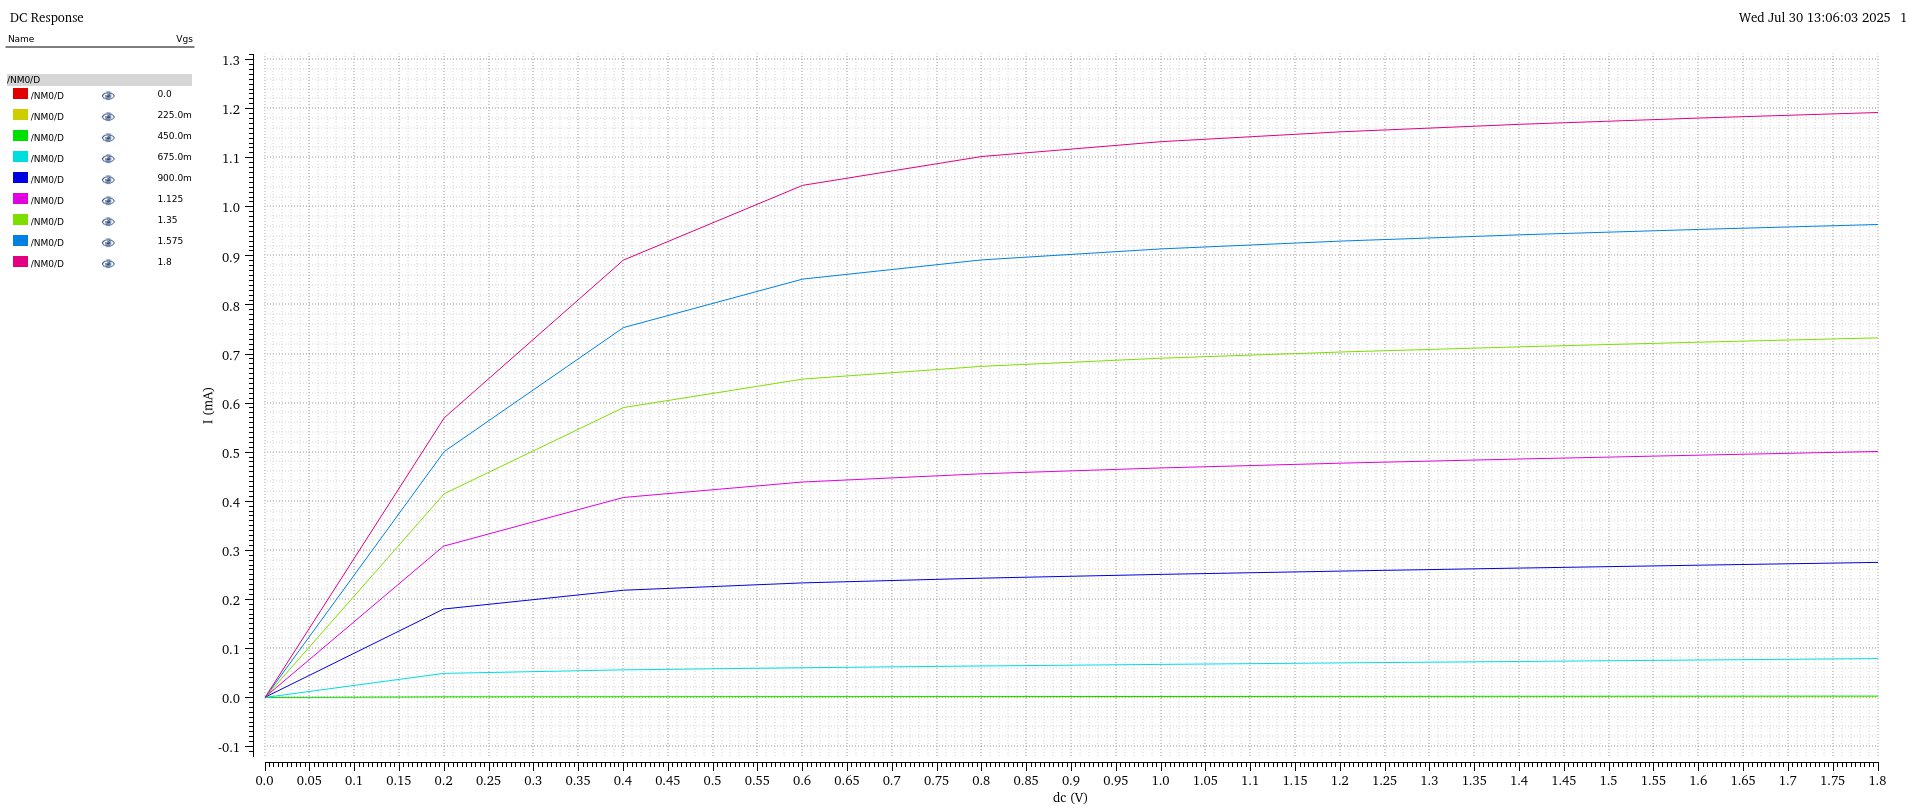 DC Response
Wed Jul 30 13:06:03 2025 1
Name Vgs
/NM0/D
/NM0/D 0.0
/NM0/D 225.0m
/NM0/D 450.0m
/NM0/D 675.0m
/NM0/D 900.0m
/NM0/D 1.125
/NM0/D 1.35
/NM0/D 1.575
/NM0/D 1.8
I (mA)
1.3
1.2
1.1
1.0
0.9
0.8
0.7
0.6
0.5
0.4
0.3
0.2
0.1
0.0
-0.1
0.0 0.05 0.1 0.15 0.2 0.25 0.3 0.35 0.4 0.45 0.5 0.55 0.6 0.65 0.7 0.75 0.8 0.85 0.9 0.95 1.0 1.05 1.1 1.15 1.2 1.25 1.3 1.35 1.4 1.45 1.5 1.55 1.6 1.65 1.7 1.75 1.8
dc (V)